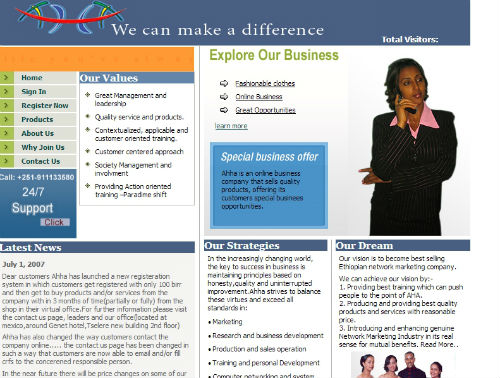 We can make a difference
Total Visitors:
Home
Sign In
Register Now
Products
About Us
Why Join Us
Contact Us
Call: +251-911133580
24/7
Support
Click
Our Values
Great Management and
leadership
Quality service and products.
Contextualized, applicable and
customer oriented training.
Customer centered approach
Society Management and
involvment
Providing Action oriented
training –Paradime shift
Explore Our Business
Fashionable clothes
Online Business
Great Opportunities
learn more
Special business offer
Ahha is an online business
company that sells quality
products, offering its
customers special businees
opportunities.
Latest News
July 1, 2007
Dear customers Ahha has launched a new registeration
system in which customers get registered with only 100 birr
and then get to buy products and/or services from the
company with in 3 months of time(partially or fully) from the
shop in their virtual office.For further information please visit
the contact us page, leaders and our office(located at
mexico,around Genet hotel,Tselere new building 2nd floor)
Ahha has also changed the way customers contact the
company online..... the contact us page has been changed in
such a way that customers are now able to email and/or fill
crfs to the concerened responsible person.
In the near future there will be price changes on some of our
Our Strategies
In the increasingly changing world,
the key to success in business is
maintaining principles based on
honesty,quality and uninterrupted
improvement. Ahha strives to balance
these virtues and exceed all
standards in:
• Marketing
• Research and business development
• Production and sales operation
• Training and personal Development
• Computer networking and system
Our Dream
Our vision is to become best selling
Ethiopian network marketing company.
We can achieve our vision by:-
1. Providing best training which can push
people to the point of AHA.
2. Producing and providing best quality
products and services with reasonable
price.
3. Introducing and enhancing genuine
Network Marketing Industry in its real
sense for mutual benefits. Read More . .